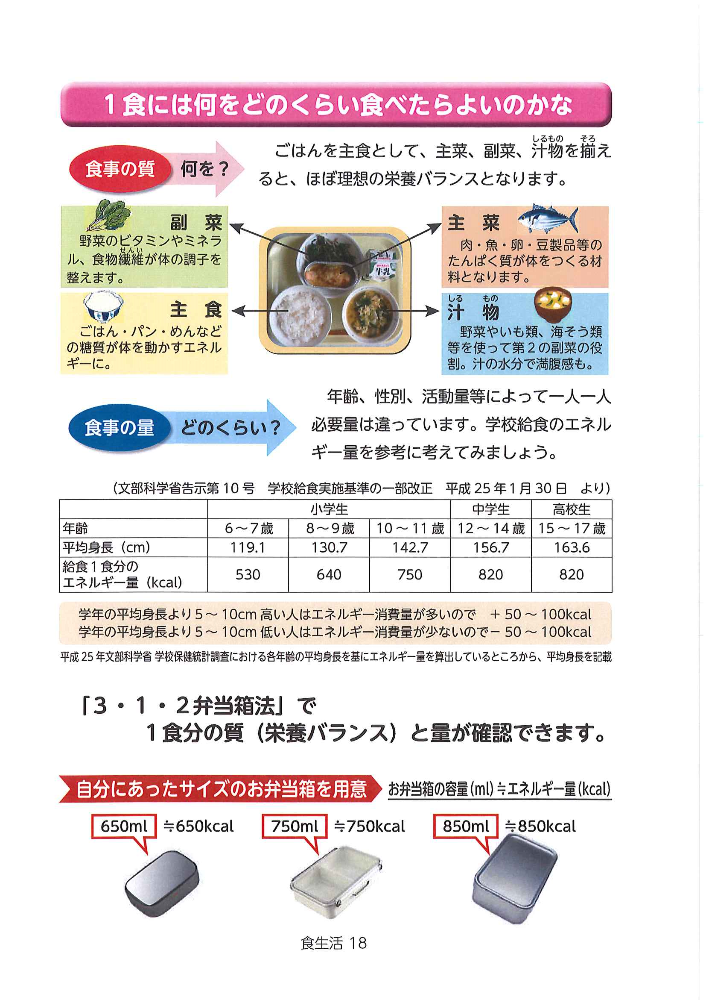 1食には何をどのくらい食べたらよいのかな
食事の質 何を？
しるもの そろ
ごはんを主食として、主菜、副菜、汁物を揃え
ると、ほぼ理想の栄養バランスとなります。
副 菜
野菜のビタミンやミネラ
せんい
ル、食物繊維が体の調子を
整えます。
主 菜
肉・魚・卵・豆製品等の
たんぱく質が体をつくる材
料となります。
牛乳
主 食
ごはん・パン・めんなど
の糖質が体を動かすエネル
ギーに。
しる もの
汁 物
野菜やいも類、海そう類
等を使って第２の副菜の役
割。汁の水分で満腹感も。
食事の量 どのくらい？
年齢、性別、活動量等によって一人一人
必要量は違っています。学校給食のエネル
ギー量を参考に考えてみましょう。
（文部科学省告示第 10 号　学校給食実施基準の一部改正　平成 25 年 1 月 30 日　より）
小学生 中学生 高校生
年齢 6～7歳 8～9歳 10～11歳 12～14歳 15～17歳
平均身長（cm） 119.1 130.7 142.7 156.7 163.6
給食1食分の
エネルギー量（kcal） 530 640 750 820 820
学年の平均身長より5～10cm高い人はエネルギー消費量が多いので　＋50～100kcal
学年の平均身長より5～10cm低い人はエネルギー消費量が少ないので－50～100kcal
平成 25 年文部科学省 学校保健統計調査における各年齢の平均身長を基にエネルギー量を算出しているところから、平均身長を記載
「3・1・2弁当箱法」で
1食分の質（栄養バランス）と量が確認できます。
自分にあったサイズのお弁当箱を用意 お弁当箱の容量(ml)≒エネルギー量(kcal)
650ml ≒650kcal 750ml ≒750kcal 850ml ≒850kcal
食生活 18